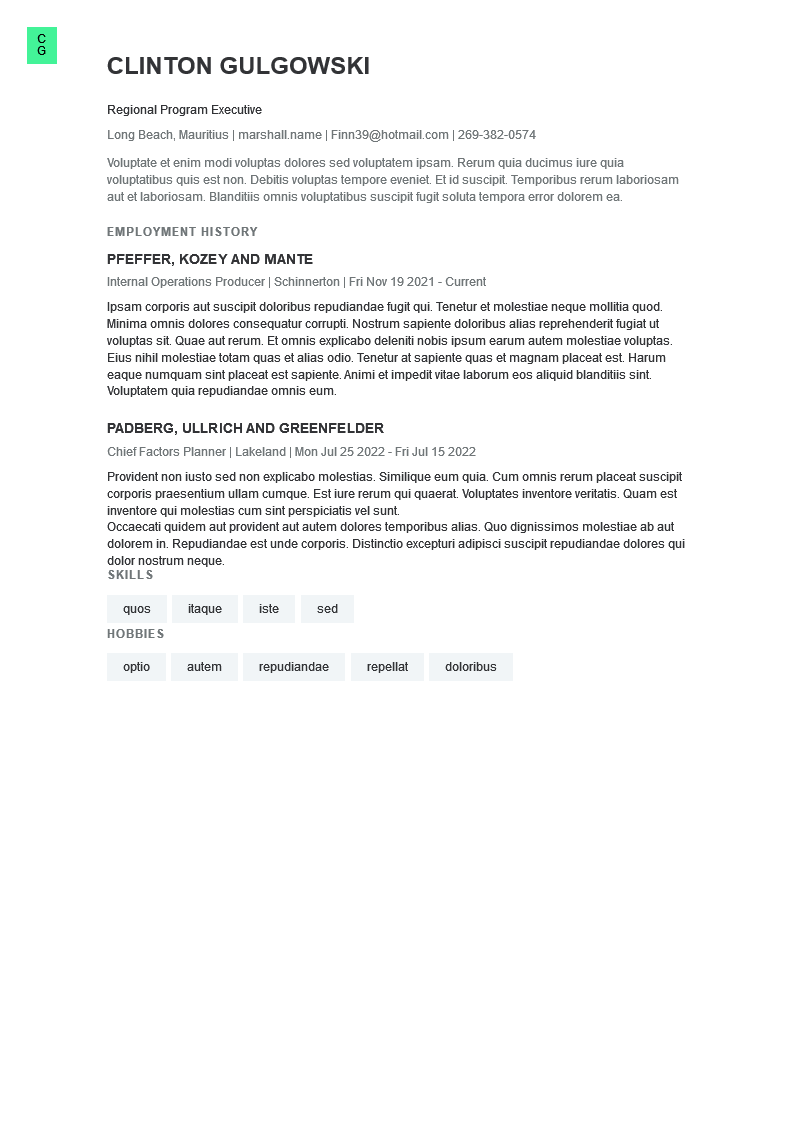 C
G
CLINTON GULGOWSKI
Regional Program Executive
Long Beach, Mauritius | marshall.name | Finn39@hotmail.com | 269-382-0574
Voluptate et enim modi voluptas dolores sed voluptatem ipsam. Rerum quia ducimus iure quia
voluptatibus quis est non. Debitis voluptas tempore eveniet. Et id suscipit. Temporibus rerum laboriosam
aut et laboriosam. Blanditiis omnis voluptatibus suscipit fugit soluta tempora error dolorem ea.
EMPLOYMENT HISTORY
PFEFFER, KOZEY AND MANTE
Internal Operations Producer | Schinnerton | Fri Nov 19 2021 - Current
Ipsam corporis aut suscipit doloribus repudiandae fugit qui. Tenetur et molestiae neque mollitia quod.
Minima omnis dolores consequatur corrupti. Nostrum sapiente doloribus alias reprehenderit fugiat ut
voluptas sit. Quae aut rerum. Et omnis explicabo deleniti nobis ipsum earum autem molestiae voluptas.
Eius nihil molestiae totam quas et alias odio. Tenetur at sapiente quas et magnam placeat est. Harum
eaque numquam sint placeat est sapiente. Animi et impedit vitae laborum eos aliquid blanditiis sint.
Voluptatem quia repudiandae omnis eum.
PADBERG, ULLRICH AND GREENFELDER
Chief Factors Planner | Lakeland | Mon Jul 25 2022 - Fri Jul 15 2022
Provident non iusto sed non explicabo molestias. Similique eum quia. Cum omnis rerum placeat suscipit
corporis praesentium ullam cumque. Est iure rerum qui quaerat. Voluptates inventore veritatis. Quam est
inventore qui molestias cum sint perspiciatis vel sunt.
Occaecati quidem aut provident aut autem dolores temporibus alias. Quo dignissimos molestiae ab aut
dolorem in. Repudiandae est unde corporis. Distinctio excepturi adipisci suscipit repudiandae dolores qui
dolor nostrum neque.
SKILLS
quos itaque iste sed
HOBBIES
optio autem repudiandae repellat doloribus